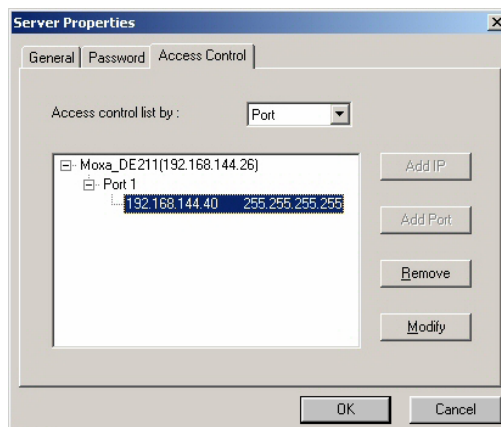 Server Properties
General Password Access Control
Access control list by :
Port
Moxa_DE211(192.168.144.26)
Port 1
192.168.144.40 255.255.255.255
Add IP
Add Port
Remove
Modify
OK Cancel